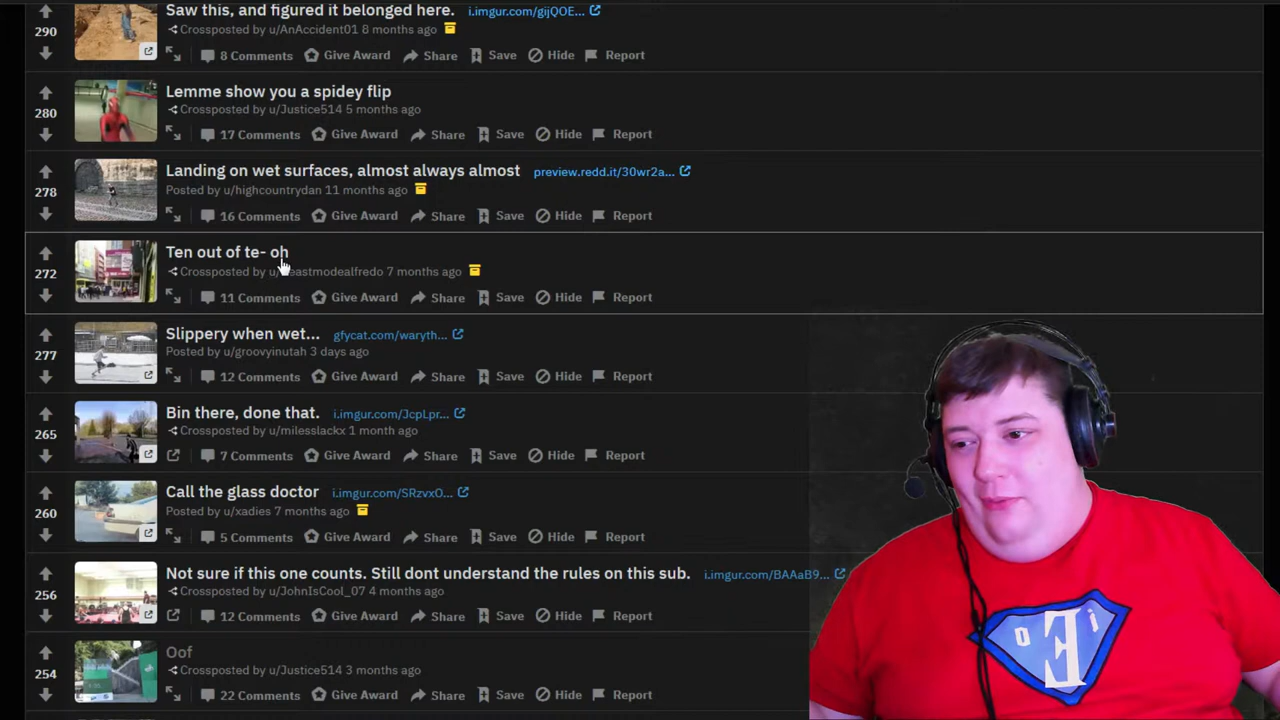 Saw this, and figured it belonged here. i.imgur.com/gijQOE...
290
Crossposted by u/AnAccident01 8 months ago
8 Comments Give Award Share Save Hide Report
Lemme show you a spidey flip
280
Crossposted by u/Justice514 5 months ago
17 Comments Give Award Share Save Hide Report
Landing on wet surfaces, almost always almost preview.redd.it/30wr2a...
278
Posted by u/highcountrydan 11 months ago
16 Comments Give Award Share Save Hide Report
Ten out of te- oh
272
Crossposted by eastmodealfredo 7 months ago
11 Comments Give Award Share Save Hide Report
Slippery when wet... gfycat.com/waryth...
277
Posted by u/groovyinutah 3 days ago
12 Comments Give Award Share Save Hide Report
Bin there, done that. i.imgur.com/JcpLpr...
265
Crossposted by u/milesslackx 1 month ago
7 Comments Give Award Share Save Hide Report
Call the glass doctor i.imgur.com/SRzvxO...
260
Posted by u/xadies 7 months ago
5 Comments Give Award Share Save Hide Report
Not sure if this one counts. Still dont understand the rules on this sub. i.imgur.com/BAAaB9...
256
Crossposted by u/JohnIsCool_07 4 months ago
12 Comments Give Award Share Save Hide Report
Oof
254
Crossposted by u/Justice514 3 months ago
22 Comments Give Award Share Save Hide Report